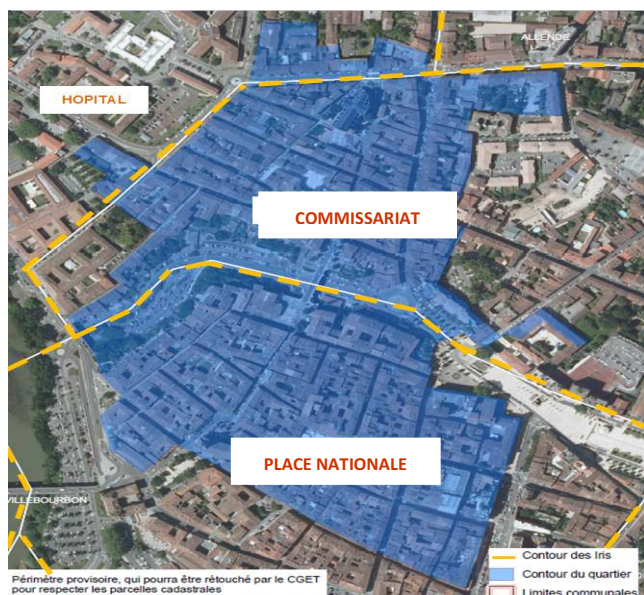 ALLENDE
HOPITAL
COMMISSARIAT
PLACE NATIONALE
VILLEBOURBON
Contour des Iris
Contour du quartier
Limites communales
Périmètre provisoire, qui pourra être rétouché par le CGET
pour respecter les parcelles cadastrales